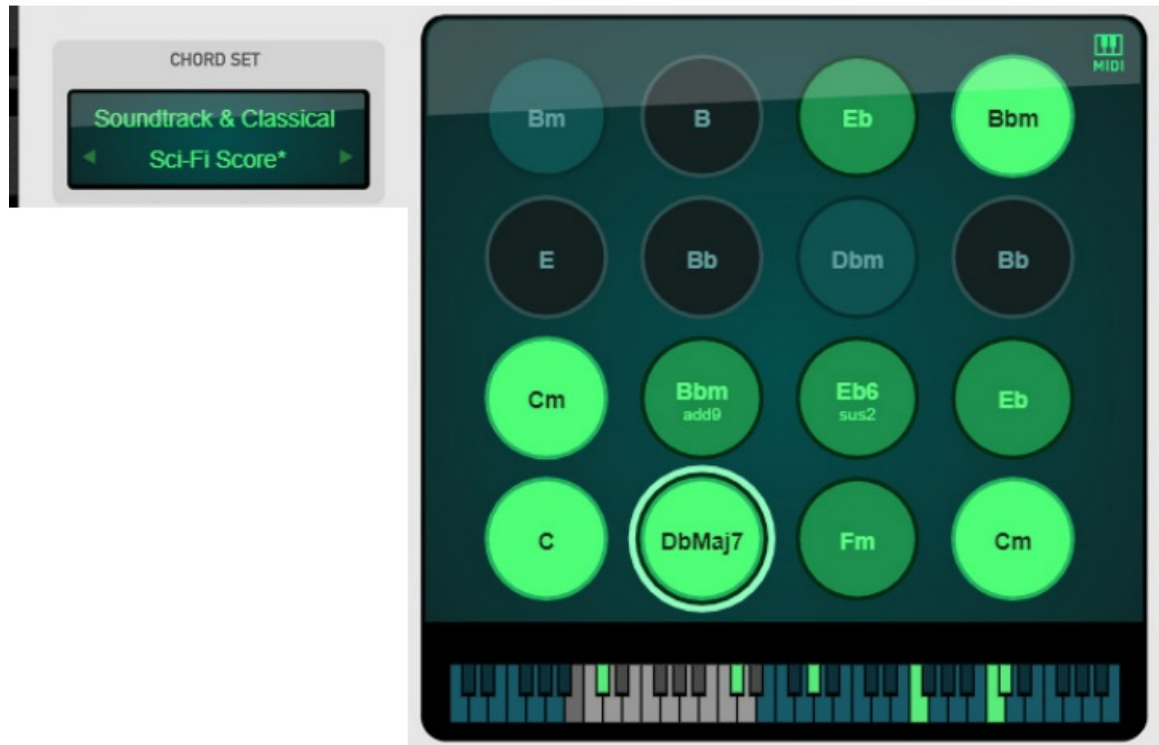 CHORD SET
Soundtrack & Classical
Sci-Fi Score*
MIDI
Bm B Eb Bbm
E Bb Dbm Bb
Cm Bbm Eb6 Eb
add9 sus2
C DbMaj7 Fm Cm